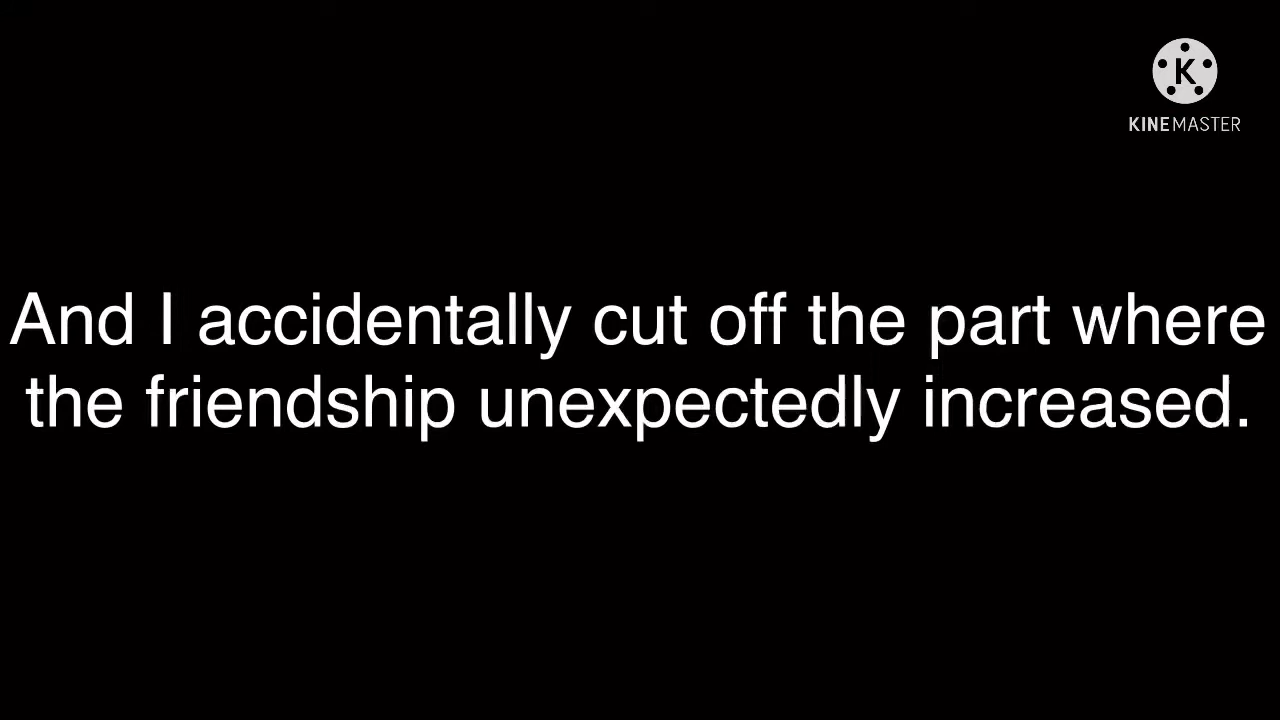 K
KINEMASTER
And I accidentally cut off the part where
the friendship unexpectedly increased.